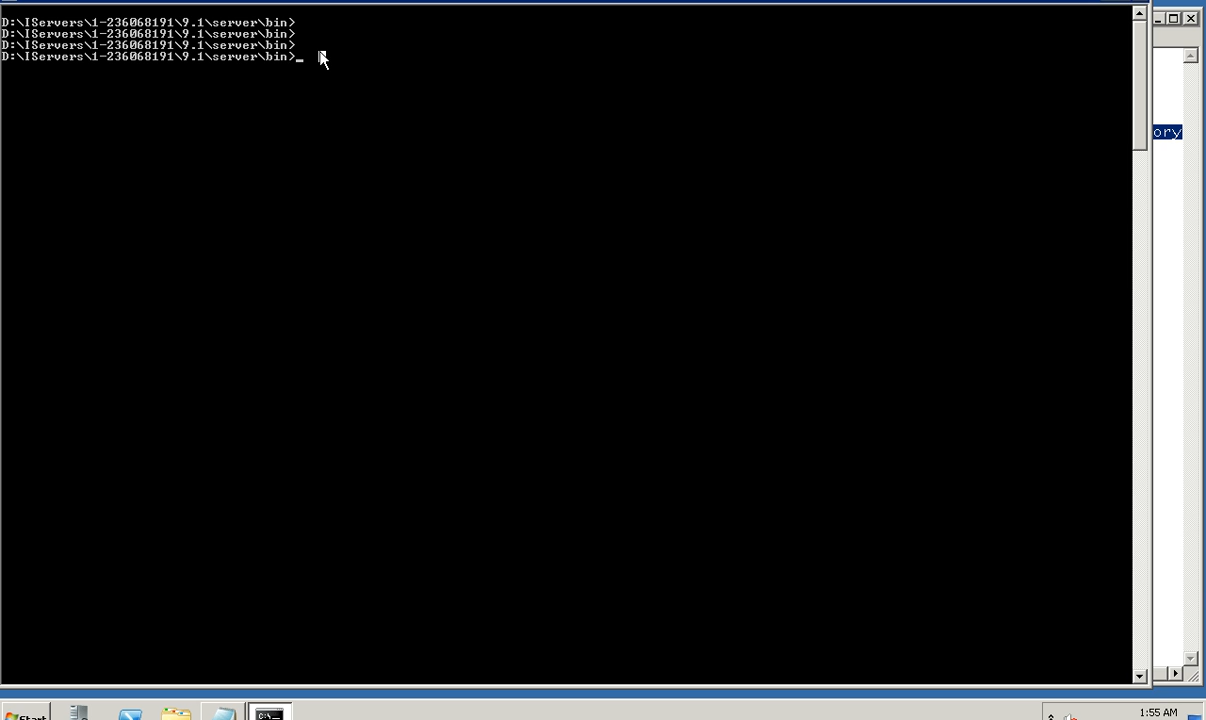 D:\IServers\1-236068191\9.1\server\bin>
D:\IServers\1-236068191\9.1\server\bin>
D:\IServers\1-236068191\9.1\server\bin>
D:\IServers\1-236068191\9.1\server\bin>_
ory
Start
C:\
1:55 AM